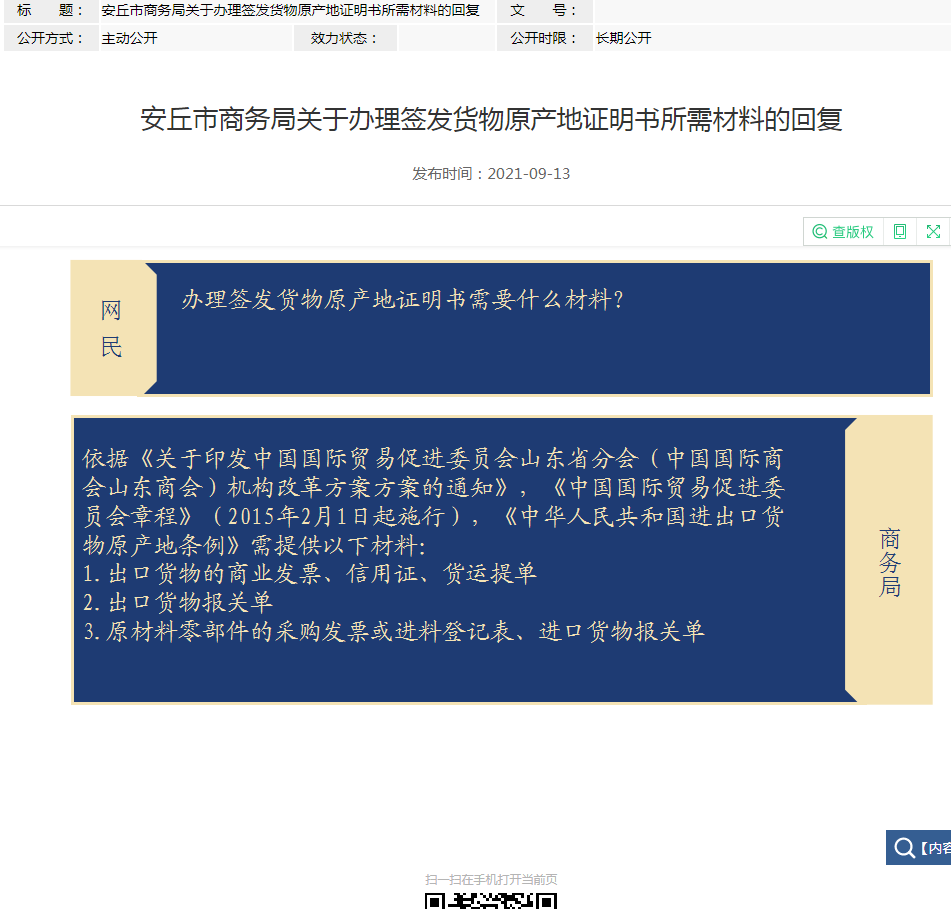 标 题： 安丘市商务局关于办理签发货物原产地证明书所需材料的回复 文 号：
公开方式： 主动公开 效力状态： 公开时限： 长期公开
安丘市商务局关于办理签发货物原产地证明书所需材料的回复
发布时间：2021-09-13
查版权
网民
办理签发货物原产地证明书需要什么材料？
依据《关于印发中国国际贸易促进委员会山东省分会（中国国际商
会山东商会）机构改革方案方案的通知》，《中国国际贸易促进委
员会章程》（2015年2月1日起施行），《中华人民共和国进出口货
物原产地条例》需提供以下材料：
1. 出口货物的商业发票、信用证、货运提单
2. 出口货物报关单
3. 原材料零部件的采购发票或进料登记表、进口货物报关单
商务局
【内容
扫一扫在手机打开当前页